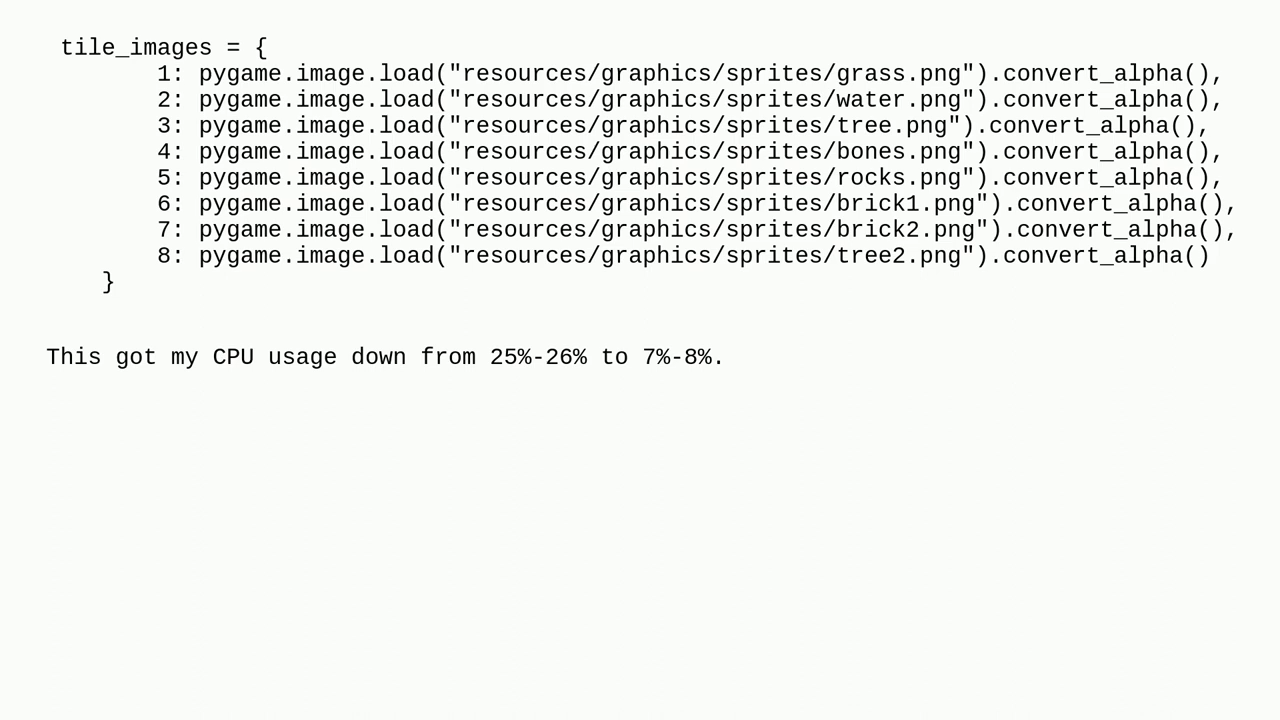 tile_images = {
1: pygame.image.load("resources/graphics/sprites/grass.png").convert_alpha(),
2: pygame.image.load("resources/graphics/sprites/water.png").convert_alpha(),
3: pygame.image.load("resources/graphics/sprites/tree.png").convert_alpha(),
4: pygame.image.load("resources/graphics/sprites/bones.png").convert_alpha(),
5: pygame.image.load("resources/graphics/sprites/rocks.png").convert_alpha(),
6: pygame.image.load("resources/graphics/sprites/brick1.png").convert_alpha(),
7: pygame.image.load("resources/graphics/sprites/brick2.png").convert_alpha(),
8: pygame.image.load("resources/graphics/sprites/tree2.png").convert_alpha()
}
This got my CPU usage down from 25%-26% to 7%-8%.